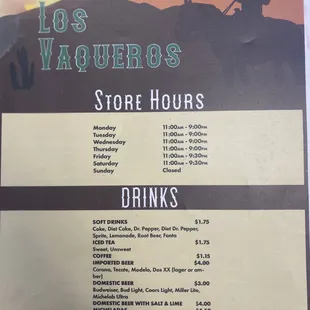 Los
Vaqueros
Store Hours
Monday 11:00AM - 9:00PM
Tuesday 11:00AM - 9:00PM
Wednesday 11:00AM - 9:00PM
Thursday 11:00AM - 9:00PM
Friday 11:00AM - 9:30PM
Saturday 11:00AM - 9:30PM
Sunday Closed
DRINKS
SOFT DRINKS $1.75
Coke, Diet Coke, Dr. Pepper, Diet Dr. Pepper,
Sprite, Lemonade, Root Beer, Fanta
ICED TEA $1.75
Sweet, Unsweet
COFFEE $1.15
IMPORTED BEER $4.00
Corona, Tecate, Modelo, Dos XX (lager or am-
ber)
DOMESTIC BEER $3.00
Budweiser, Bud Light, Coors Light, Miller Lite,
Michelob Ultra
DOMESTIC BEER WITH SALT & LIME $4.00
MICHELADAS